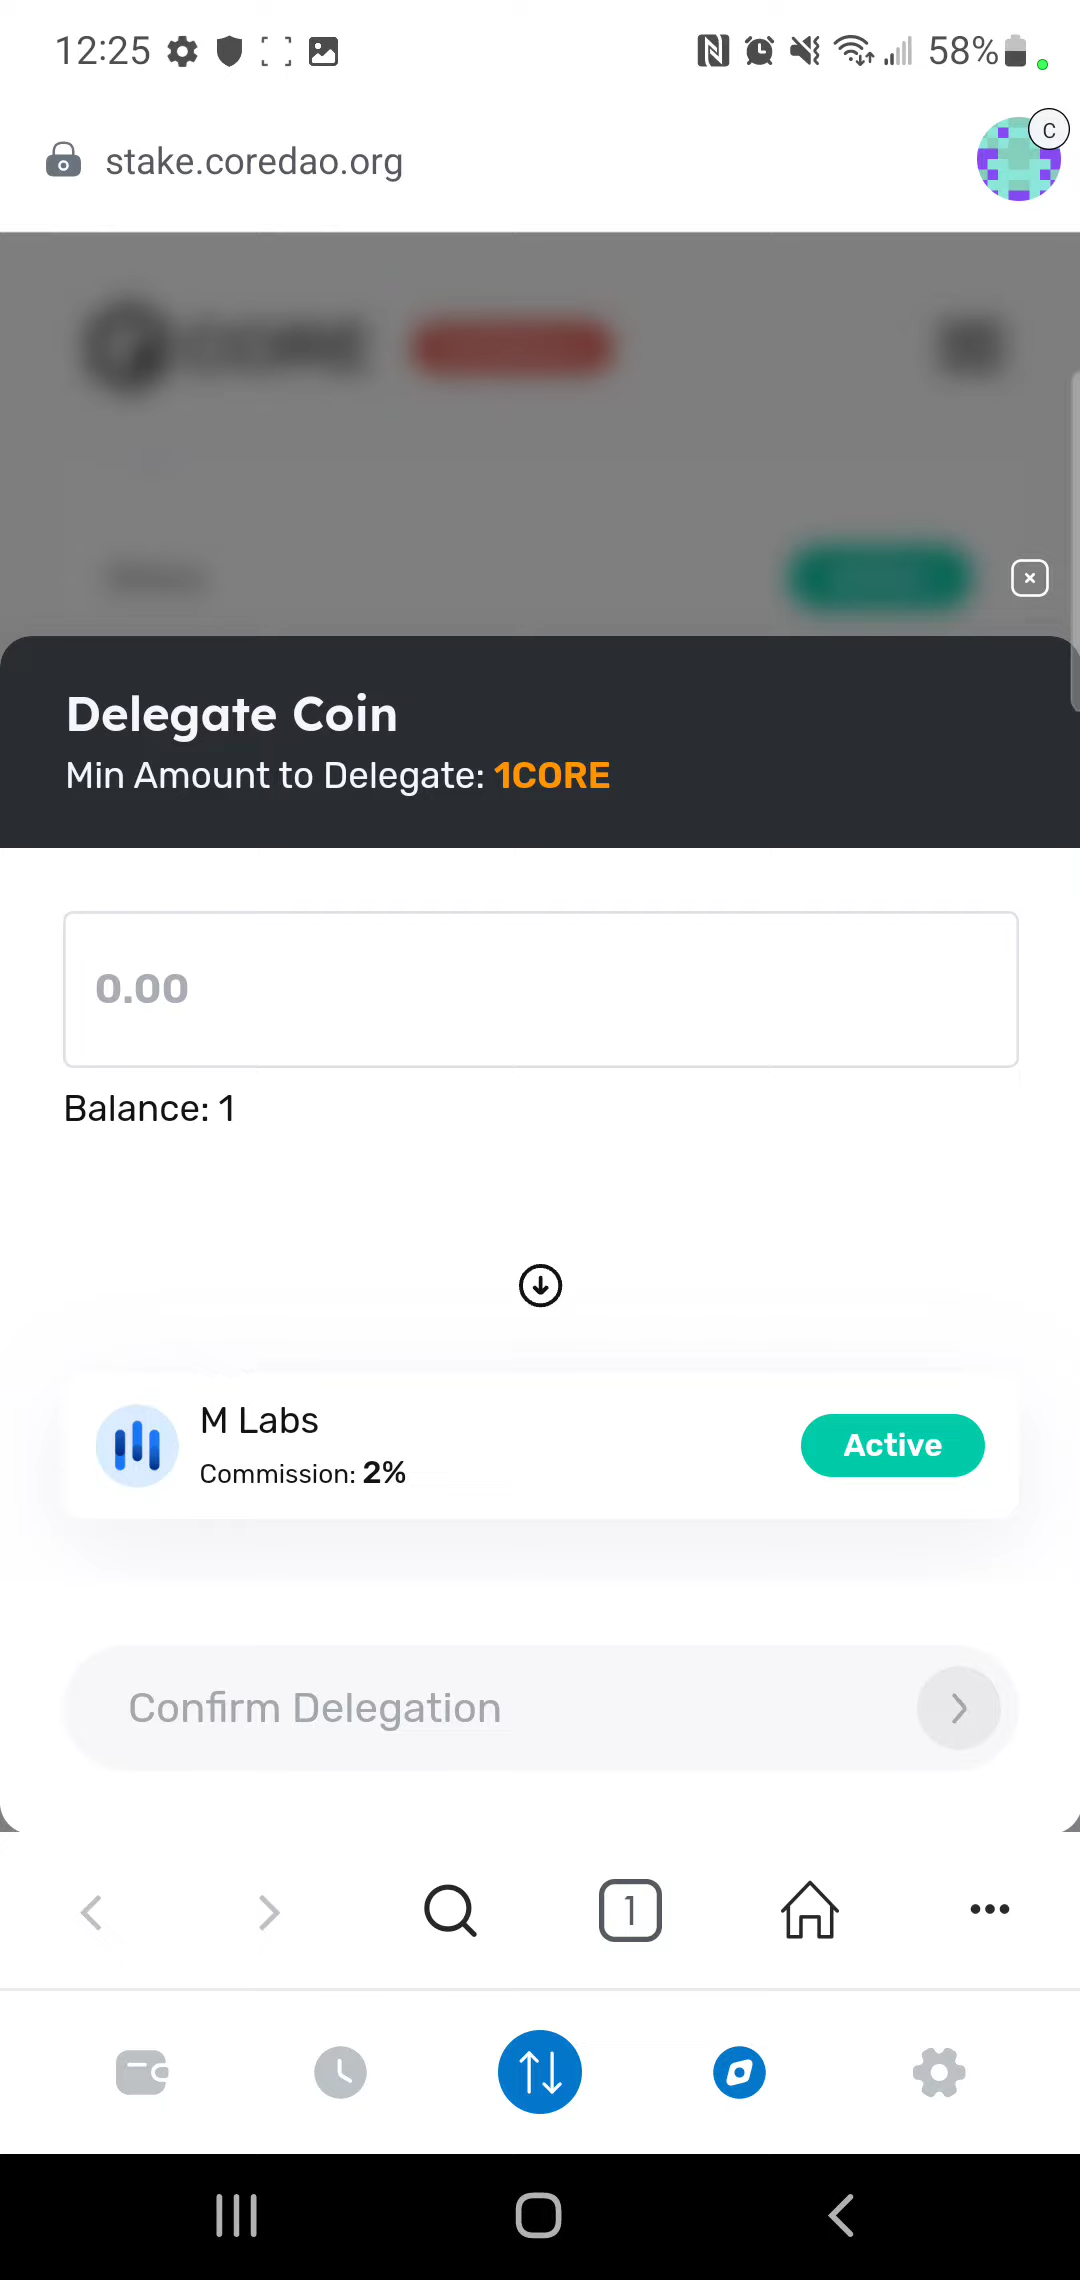 12:25
58%
stake.coredao.org
C
Delegate Coin
Min Amount to Delegate: 1CORE
0.00
Balance: 1
M Labs
Commission: 2%
Active
Confirm Delegation
1